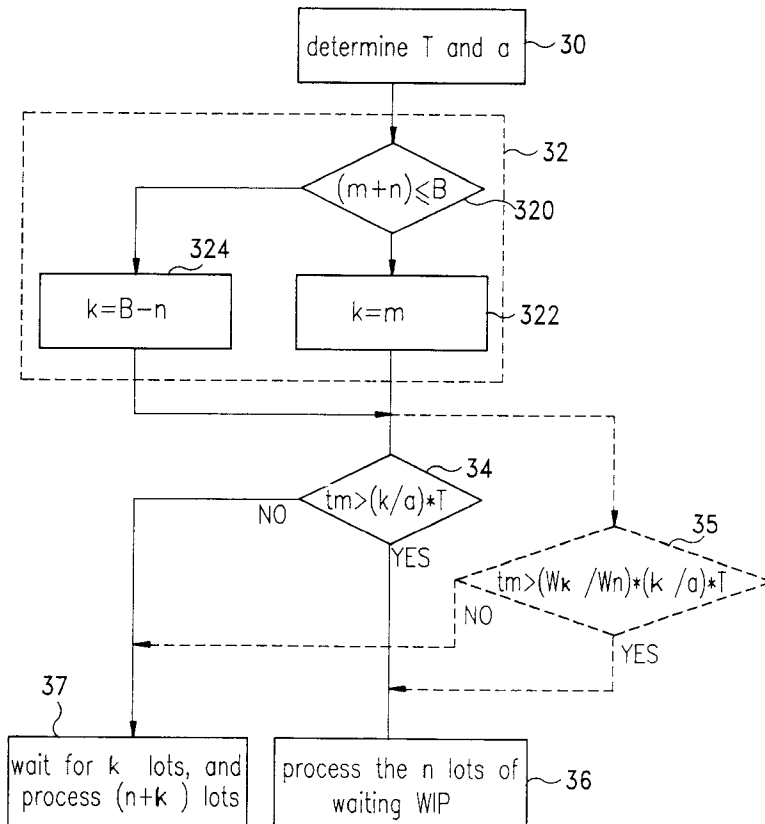 determine T and a
30
32
(m+n)⩽B
320
324
k=B−n
k=m
322
34
tm>(k/a)*T
NO
YES
35
tm>(Wk /Wn)*(k /a)*T
NO
YES
37
wait for k lots, and
process (n+k ) lots
process the n lots of
waiting WIP
36